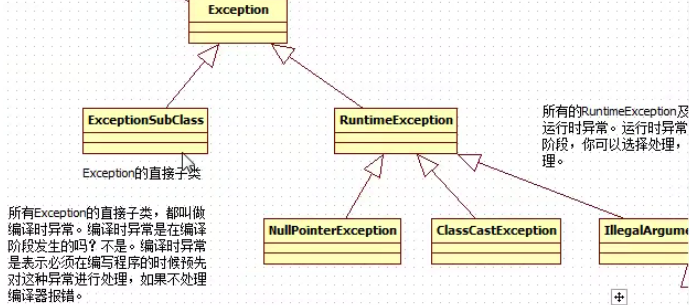 Exception
ExceptionSubClass
RuntimeException
Exception的直接子类
所有的RuntimeException及
运行时异常。运行时异常
阶段，你可以选择处理，
理。
所有Exception的直接子类，都叫做
编译时异常。编译时异常是在编译
阶段发生的吗？不是。编译时异常
是表示必须在编写程序的时候预先
对这种异常进行处理，如果不处理
编译器报错。
NullPointerException
ClassCastException
IllegalArgume